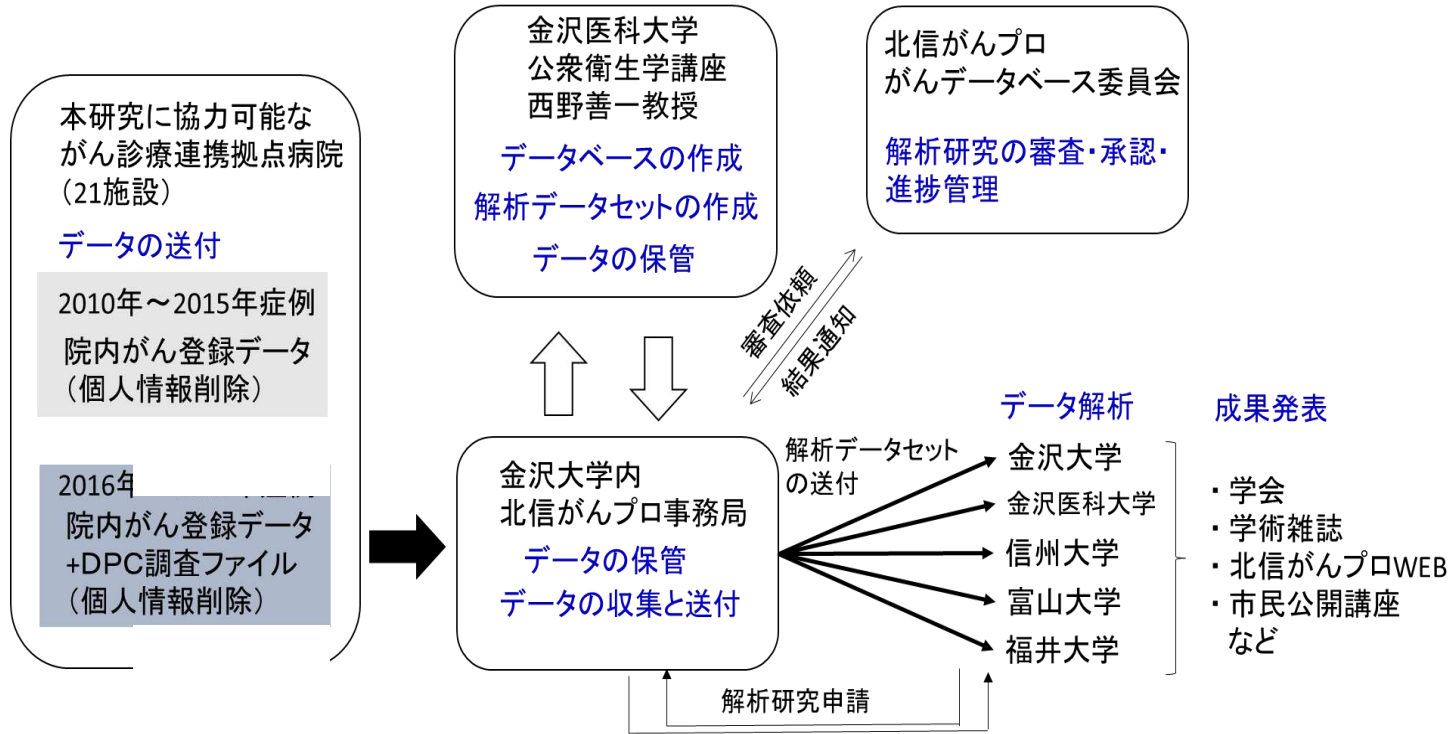 本研究に協力可能な
がん診療連携拠点病院
(21施設)
データの送付
2010年~2015年症例
院内がん登録データ
(個人情報削除)
2016年
院内がん登録データ
+DPC調査ファイル
(個人情報削除)
金沢医科大学
公衆衛生学講座
西野善一教授
データベースの作成
解析データセットの作成
データの保管
北信がんプロ
がんデータベース委員会
解析研究の審査・承認・
進捗管理
審査依頼
結果通知
金沢大学内
北信がんプロ事務局
データの保管
データの収集と送付
解析データセット
の送付
データ解析
金沢大学
金沢医科大学
信州大学
富山大学
福井大学
成果発表
・学会
・学術雑誌
・北信がんプロWEB
・市民公開講座
など
解析研究申請